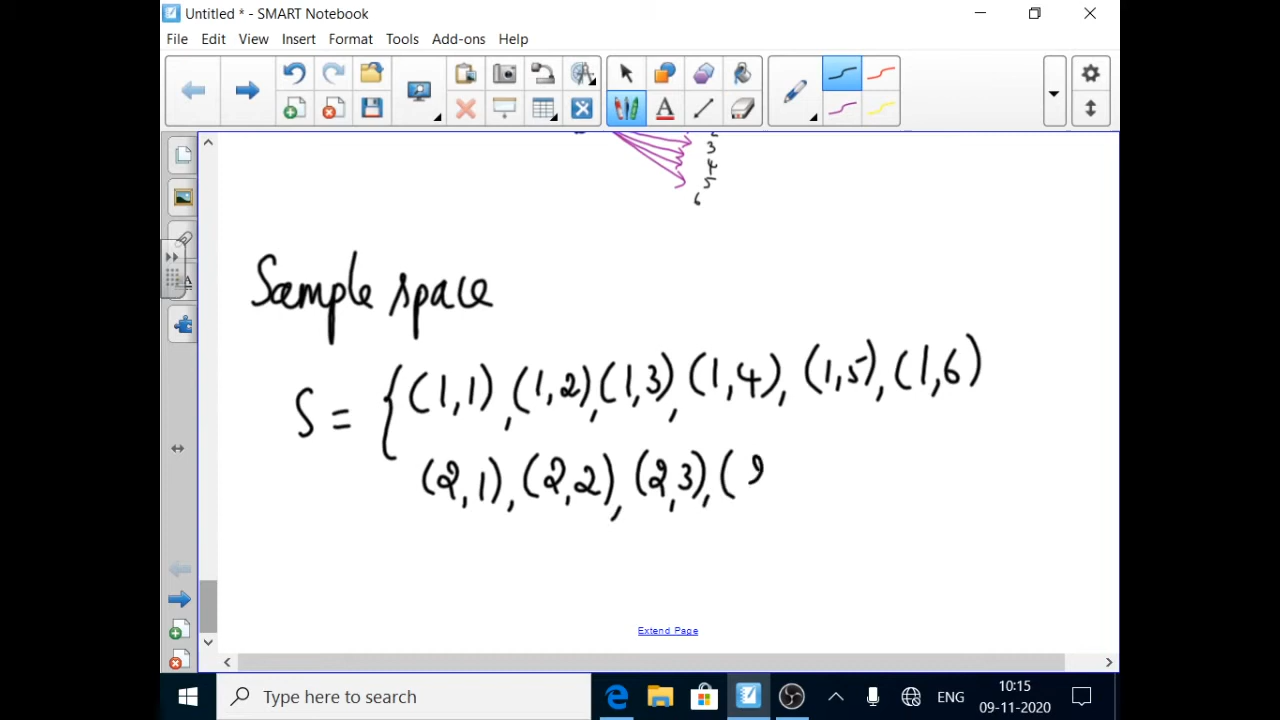 Untitled * - SMART Notebook
File Edit View Insert Format Tools Add-ons Help
3
4
5
6
Sample space
S = { (1,1), (1,2), (1,3), (1,4), (1,5), (1,6)
(2,1), (2,2), (2,3), (2
Extend Page
Type here to search
ENG
10:15
09-11-2020